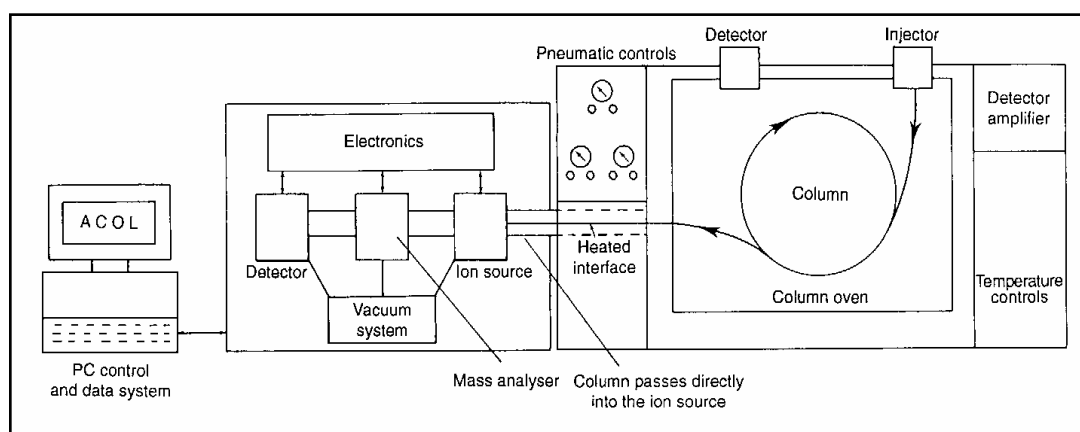 Detector
Injector
Pneumatic controls
Detector
amplifier
Electronics
Column
ACOL
Detector
Ion source
Heated
interface
Vacuum
system
Column oven
Temperature
controls
PC control
and data system
Mass analyser
Column passes directly
into the ion source